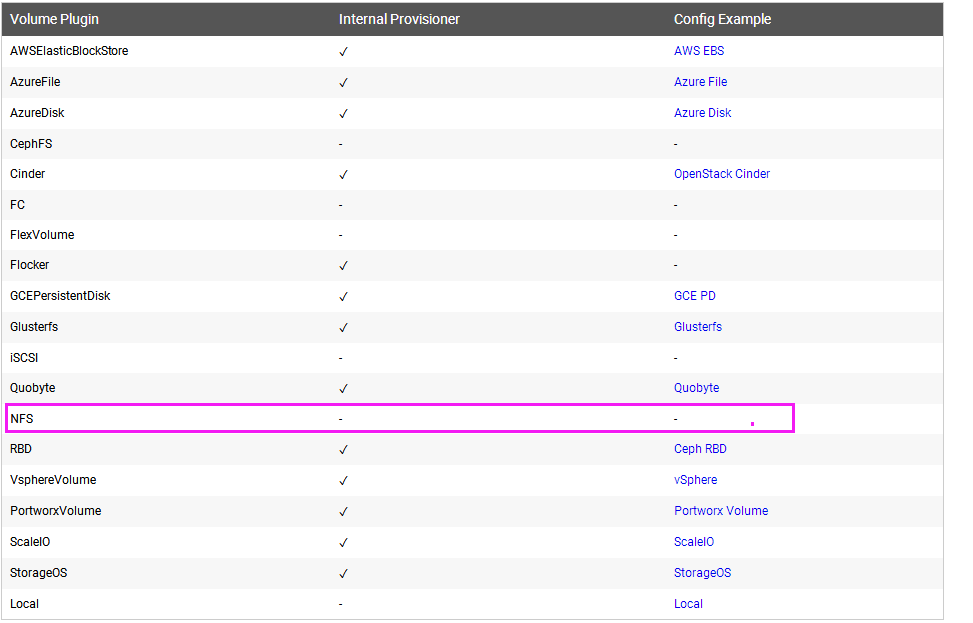 Volume Plugin Internal Provisioner Config Example
AWSElasticBlockStore ✓ AWS EBS
AzureFile ✓ Azure File
AzureDisk ✓ Azure Disk
CephFS - -
Cinder ✓ OpenStack Cinder
FC - -
FlexVolume - -
Flocker ✓ -
GCEPersistentDisk ✓ GCE PD
Glusterfs ✓ Glusterfs
iSCSI - -
Quobyte ✓ Quobyte
NFS - -
RBD ✓ Ceph RBD
VsphereVolume ✓ vSphere
PortworxVolume ✓ Portworx Volume
ScaleIO ✓ ScaleIO
StorageOS ✓ StorageOS
Local - Local